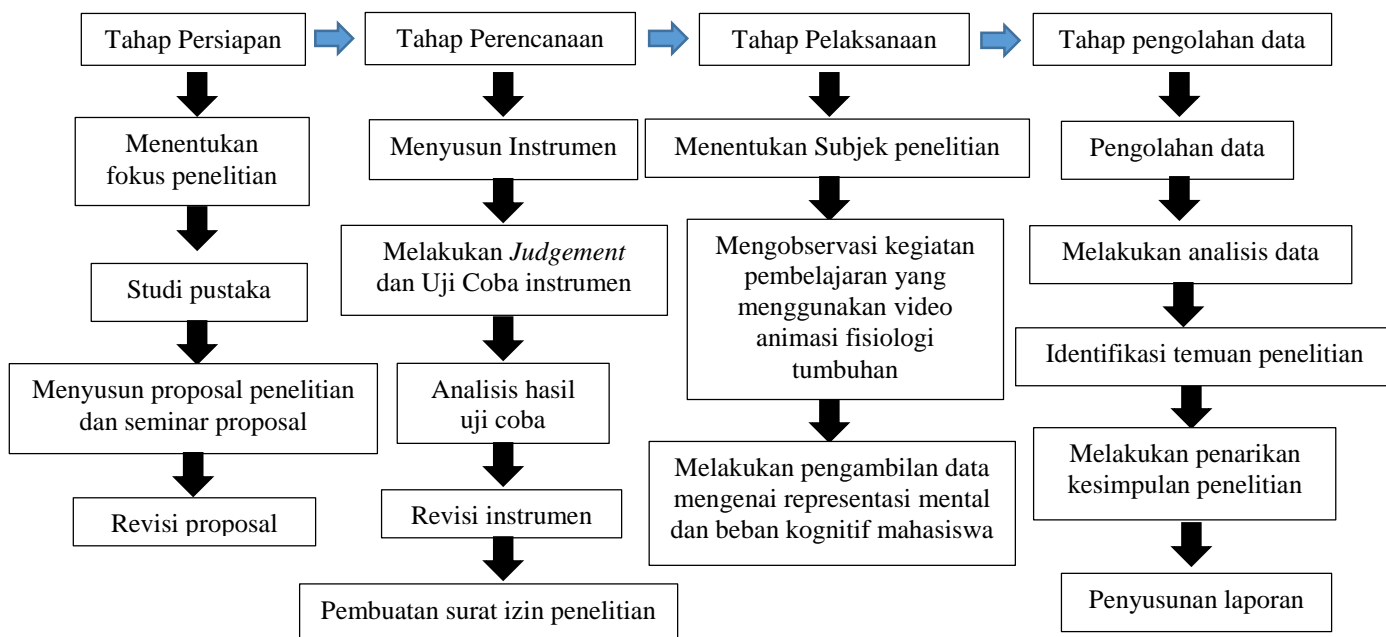 Tahap Persiapan
Menentukan
fokus penelitian
Studi pustaka
Menyusun proposal penelitian
dan seminar proposal
Revisi proposal
Tahap Perencanaan
Menyusun Instrumen
Melakukan Judgement
dan Uji Coba instrumen
Analisis hasil
uji coba
Revisi instrumen
Pembuatan surat izin penelitian
Tahap Pelaksanaan
Menentukan Subjek penelitian
Mengobservasi kegiatan
pembelajaran yang
menggunakan video
animasi fisiologi
tumbuhan
Melakukan pengambilan data
mengenai representasi mental
dan beban kognitif mahasiswa
Tahap pengolahan data
Pengolahan data
Melakukan analisis data
Identifikasi temuan penelitian
Melakukan penarikan
kesimpulan penelitian
Penyusunan laporan